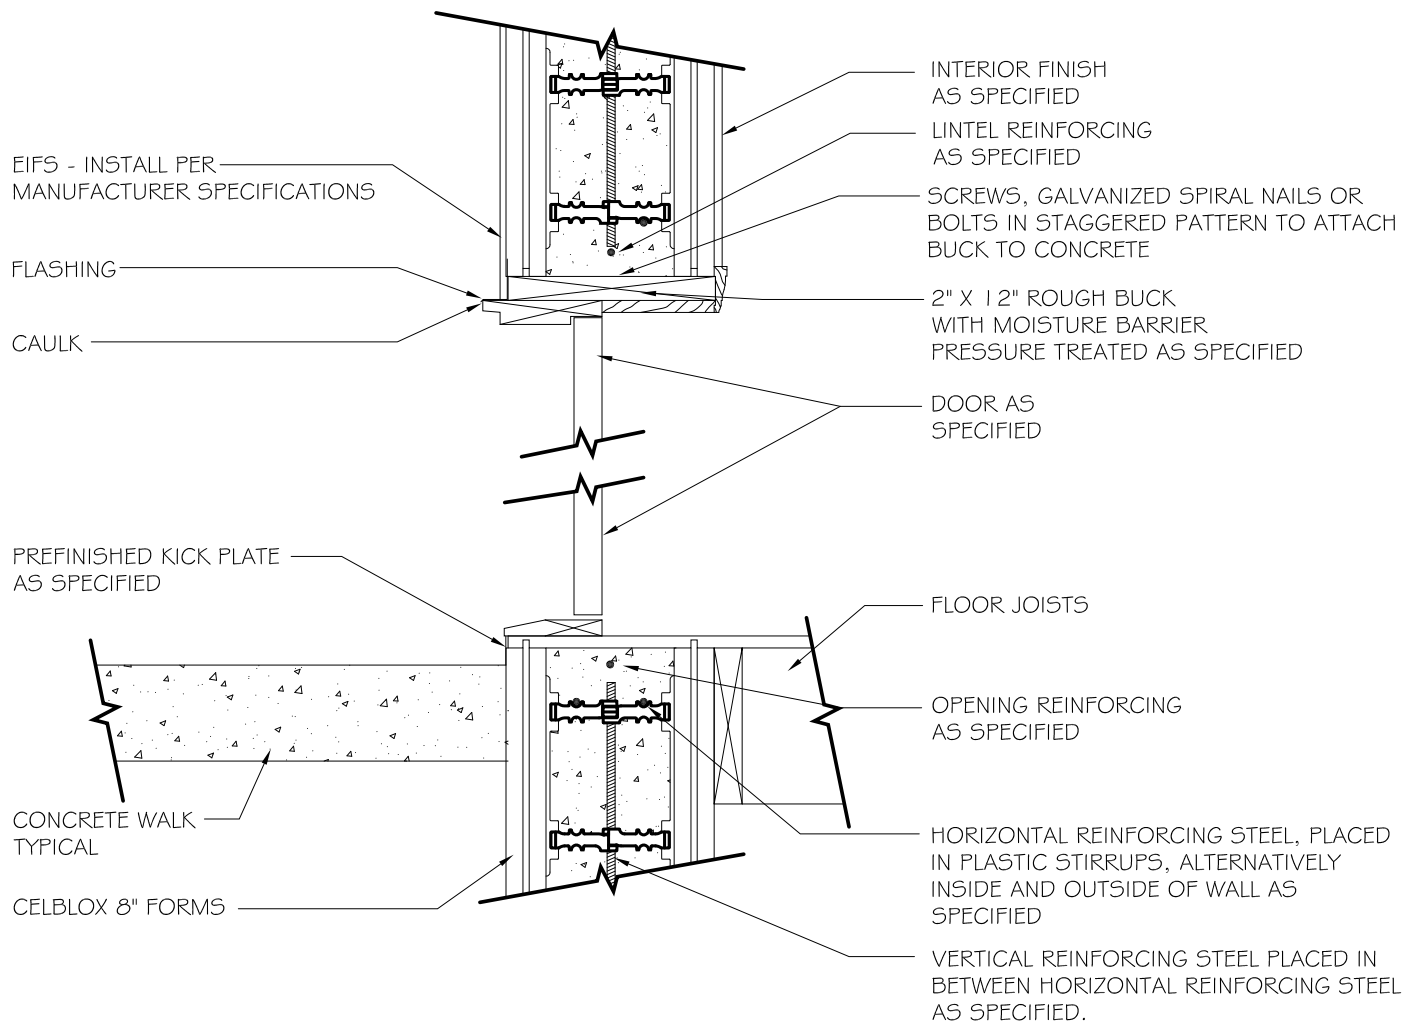 EIFS - INSTALL PER
MANUFACTURER SPECIFICATIONS
FLASHING
CAULK
PREFINISHED KICK PLATE
AS SPECIFIED
CONCRETE WALK
TYPICAL
CELBLOX 8" FORMS
INTERIOR FINISH
AS SPECIFIED
LINTEL REINFORCING
AS SPECIFIED
SCREWS, GALVANIZED SPIRAL NAILS OR
BOLTS IN STAGGERED PATTERN TO ATTACH
BUCK TO CONCRETE
2" X 12" ROUGH BUCK
WITH MOISTURE BARRIER
PRESSURE TREATED AS SPECIFIED
DOOR AS
SPECIFIED
FLOOR JOISTS
OPENING REINFORCING
AS SPECIFIED
HORIZONTAL REINFORCING STEEL, PLACED
IN PLASTIC STIRRUPS, ALTERNATIVELY
INSIDE AND OUTSIDE OF WALL AS
SPECIFIED
VERTICAL REINFORCING STEEL PLACED IN
BETWEEN HORIZONTAL REINFORCING STEEL
AS SPECIFIED.